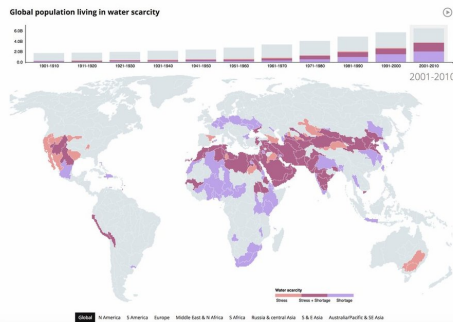 Global population living in water scarcity
6.0B
4.0B
2.0B
0.0
1901-1910 1911-1920 1921-1930 1931-1940 1941-1950 1951-1960 1961-1970 1971-1980 1981-1990 1991-2000 2001-2010
2001-2010
Water scarcity
Stress Stress + Shortage Shortage
Global N America S America Europe Middle East & N Africa S Africa Russia & central Asia S & E Asia Australia/Pacific & SE Asia